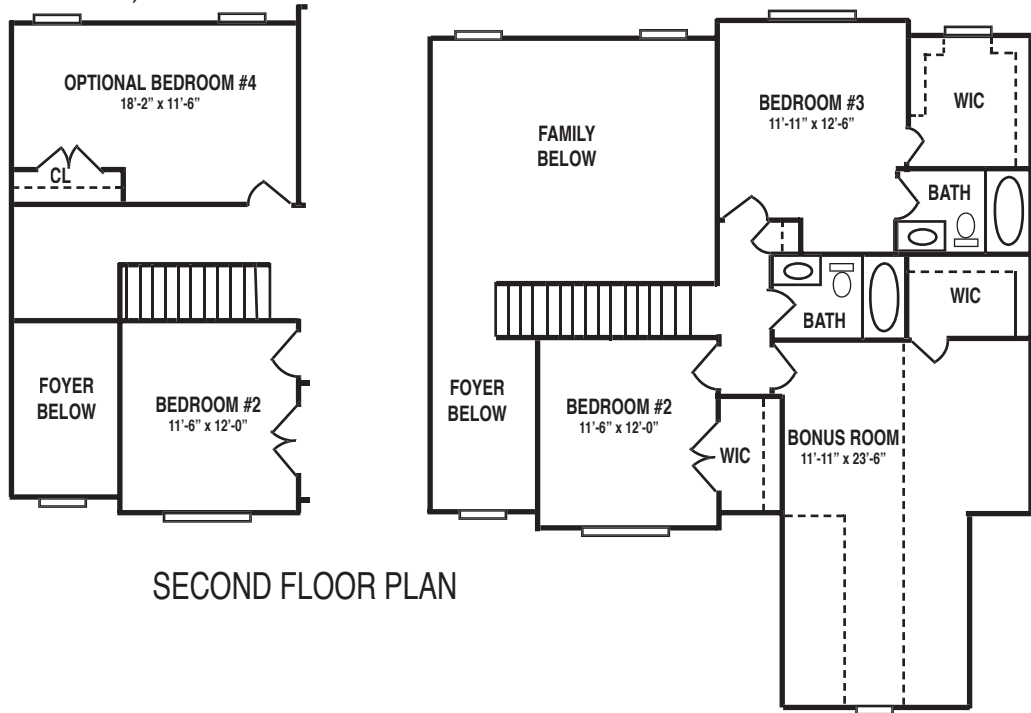 OPTIONAL BEDROOM #4
18’-2” x 11’-6”
CL
FOYER
BELOW
BEDROOM #2
11’-6” x 12’-0”
FAMILY
BELOW
BEDROOM #3
11’-11” x 12’-6”
WIC
BATH
WIC
BATH
FOYER
BELOW
BEDROOM #2
11’-6” x 12’-0”
WIC
BONUS ROOM
11’-11” x 23’-6”
SECOND FLOOR PLAN